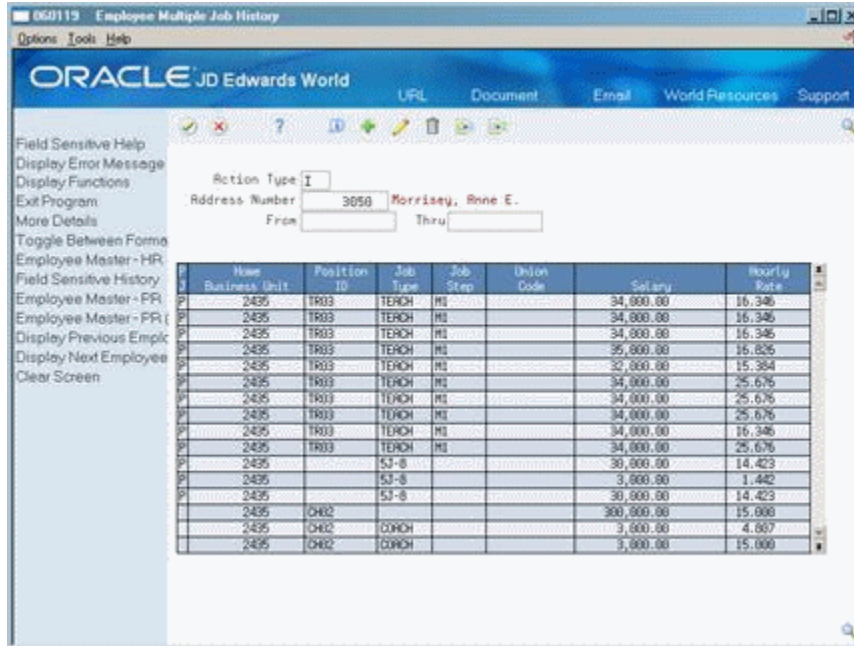 060119 Employee Multiple Job History
Options Tools Help
ORACLE JD Edwards World
URL Document Email World Resources Support
Field Sensitive Help
Display Error Message
Display Functions
Exit Program
More Details
Toggle Between Forma
Employee Master - HR
Field Sensitive History
Employee Master - PR
Employee Master - PR (
Display Previous Emplc
Display Next Employee
Clear Screen
Action Type I
Address Number 3050 Morrisey, Anne E.
From Thru
P Home Position Job Job Union Hourly
J Business Unit ID Type Step Code Salary Rate
P 2435 TR03 TEACH M1 34,000.00 16.346
P 2435 TR03 TEACH M1 34,000.00 16.346
P 2435 TR03 TEACH M1 34,000.00 16.346
P 2435 TR03 TEACH M1 35,000.00 16.826
P 2435 TR03 TEACH M1 32,000.00 15.384
P 2435 TR03 TEACH M1 34,000.00 25.676
P 2435 TR03 TEACH M1 34,000.00 25.676
P 2435 TR03 TEACH M1 34,000.00 25.676
P 2435 TR03 TEACH M1 34,000.00 16.346
P 2435 TR03 TEACH M1 34,000.00 25.676
P 2435 5J-8 30,000.00 14.423
P 2435 5J-8 3,000.00 1.442
P 2435 5J-8 30,000.00 14.423
2435 CH02 300,000.00 15.000
2435 CH02 COACH 3,000.00 4.807
2435 CH02 COACH 3,000.00 15.000